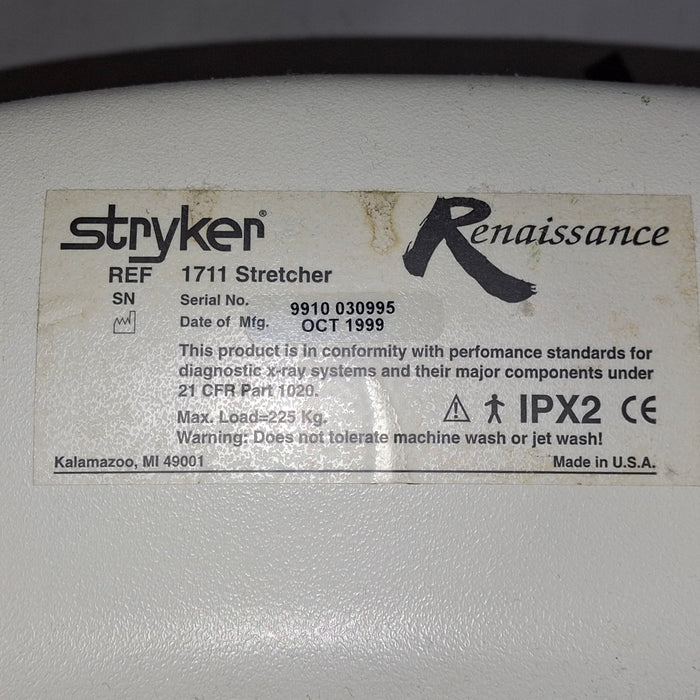 stryker® Renaissance
REF 1711 Stretcher
SN Serial No. 9910 030995
Date of Mfg. OCT 1999
This product is in conformity with perfomance standards for
diagnostic x-ray systems and their major components under
21 CFR Part 1020.
Max. Load=225 Kg. IPX2 CE
Warning: Does not tolerate machine wash or jet wash!
Kalamazoo, MI 49001 Made in U.S.A.